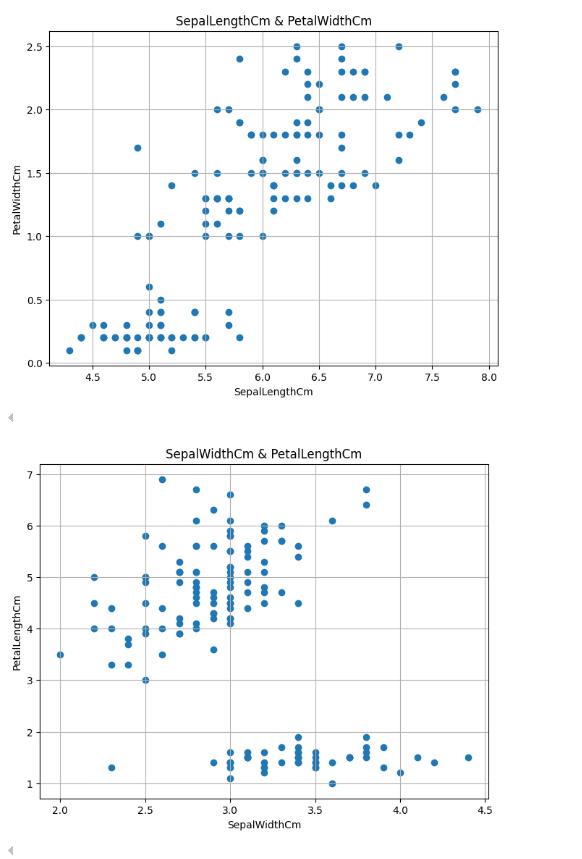 SepalLengthCm & PetalWidthCm
2.5
2.0
1.5
1.0
0.5
0.0
PetalWidthCm
4.5 5.0 5.5 6.0 6.5 7.0 7.5 8.0
SepalLengthCm
SepalWidthCm & PetalLengthCm
7
6
5
4
3
2
1
PetalLengthCm
2.0 2.5 3.0 3.5 4.0 4.5
SepalWidthCm